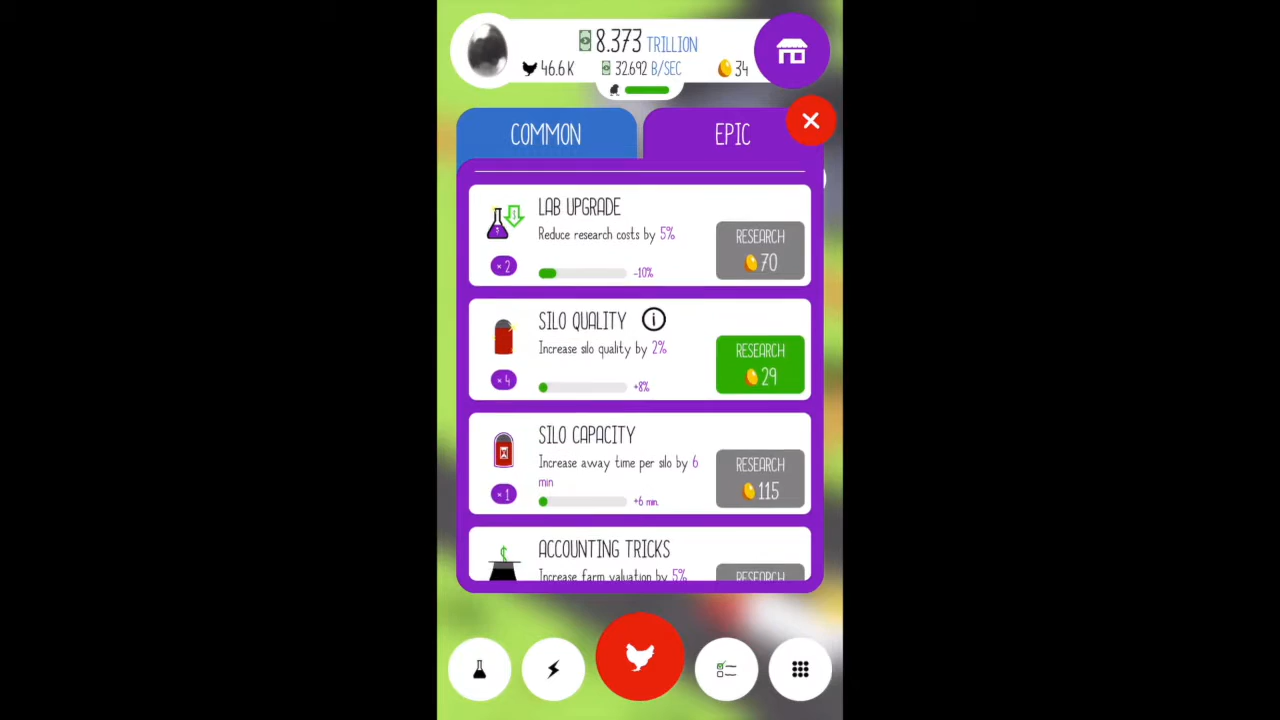 8.373 TRILLION
46.6K 32.692 B/SEC 34
COMMON EPIC
LAB UPGRADE
Reduce research costs by 5%
RESEARCH
70
×2
-10%
SILO QUALITY i
Increase silo quality by 2%
RESEARCH
29
×4
+8%
SILO CAPACITY
Increase away time per silo by 6
min
RESEARCH
115
×1
+6 min.
ACCOUNTING TRICKS
Increase farm valuation by 5%
RESEARCH